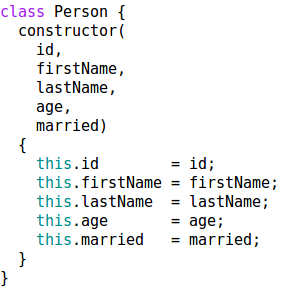 class Person {
  constructor(
    id,
    firstName,
    lastName,
    age,
    married)
  {
    this.id        = id;
    this.firstName = firstName;
    this.lastName  = lastName;
    this.age       = age;
    this.married   = married;
  }
}